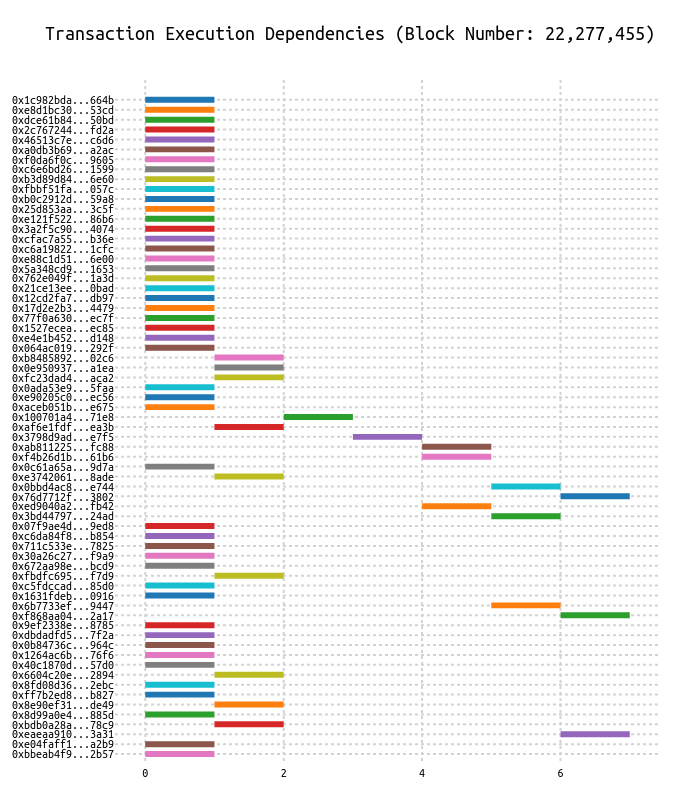 Transaction Execution Dependencies (Block Number: 22,277,455)
0x1c982bda...664b
0xe8d1bc30...53cd
0xdce61b84...50bd
0x2c767244...fd2a
0x46513c7e...c6d6
0xa0db3b69...a2ac
0xf0da6f0c...9605
0xc6e6bd26...1599
0xb3d89d84...6e60
0xfbbf51fa...057c
0xb0c2912d...59a8
0x25d853aa...3c5f
0xe121f522...86b6
0x3a2f5c90...4074
0xcfac7a55...b36e
0xc6a19822...1cfc
0xe88c1d51...6e00
0x5a348cd9...1653
0x762e049f...1a3d
0x21ce13ee...0bad
0x12cd2fa7...db97
0x17d2e2b3...4479
0x77f0a630...ec7f
0x1527ecea...ec85
0xe4e1b452...d148
0x064ac019...292f
0xb8485892...02c6
0x0e950937...a1ea
0xfc23dad4...aca2
0x0ada53e9...5faa
0xe90205c0...ec56
0xaceb051b...e675
0x100701a4...71e8
0xaf6e1fdf...ea3b
0x3798d9ad...e7f5
0xab811225...fc88
0xf4b26d1b...61b6
0x0c61a65a...9d7a
0xe3742061...8ade
0x0bbd4ac8...e744
0x76d7712f...3802
0xed9040a2...fb42
0x3bd44797...24ad
0x07f9ae4d...9ed8
0xc6da84f8...b854
0x711c533e...7825
0x30a26c27...f9a9
0x672aa98e...bcd9
0xfbdfc695...f7d9
0xc5fdccad...85d0
0x1631fdeb...0916
0x6b7733ef...9447
0xf868aa04...2a17
0x9ef2338e...8785
0xdbdadfd5...7f2a
0x0b84736c...964c
0x1264ac6b...76f6
0x40c1870d...57d0
0x6604c20e...2894
0x8fd08d36...2ebc
0xff7b2ed8...b827
0x8e90ef31...de49
0x8d99a0e4...885d
0xbdb0a28a...78c9
0xeaeaa910...3a31
0xe04faff1...a2b9
0xbbeab4f9...2b57
0 2 4 6